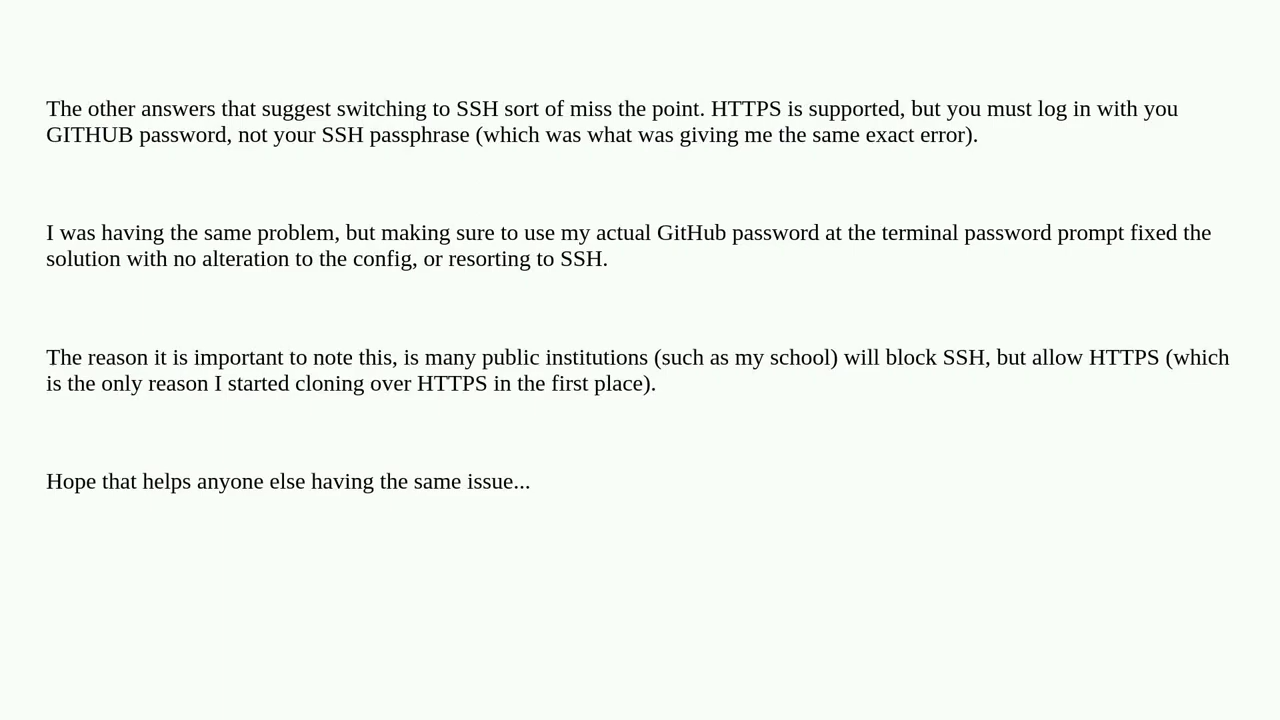 The other answers that suggest switching to SSH sort of miss the point. HTTPS is supported, but you must log in with you
GITHUB password, not your SSH passphrase (which was what was giving me the same exact error).
I was having the same problem, but making sure to use my actual GitHub password at the terminal password prompt fixed the
solution with no alteration to the config, or resorting to SSH.
The reason it is important to note this, is many public institutions (such as my school) will block SSH, but allow HTTPS (which
is the only reason I started cloning over HTTPS in the first place).
Hope that helps anyone else having the same issue...